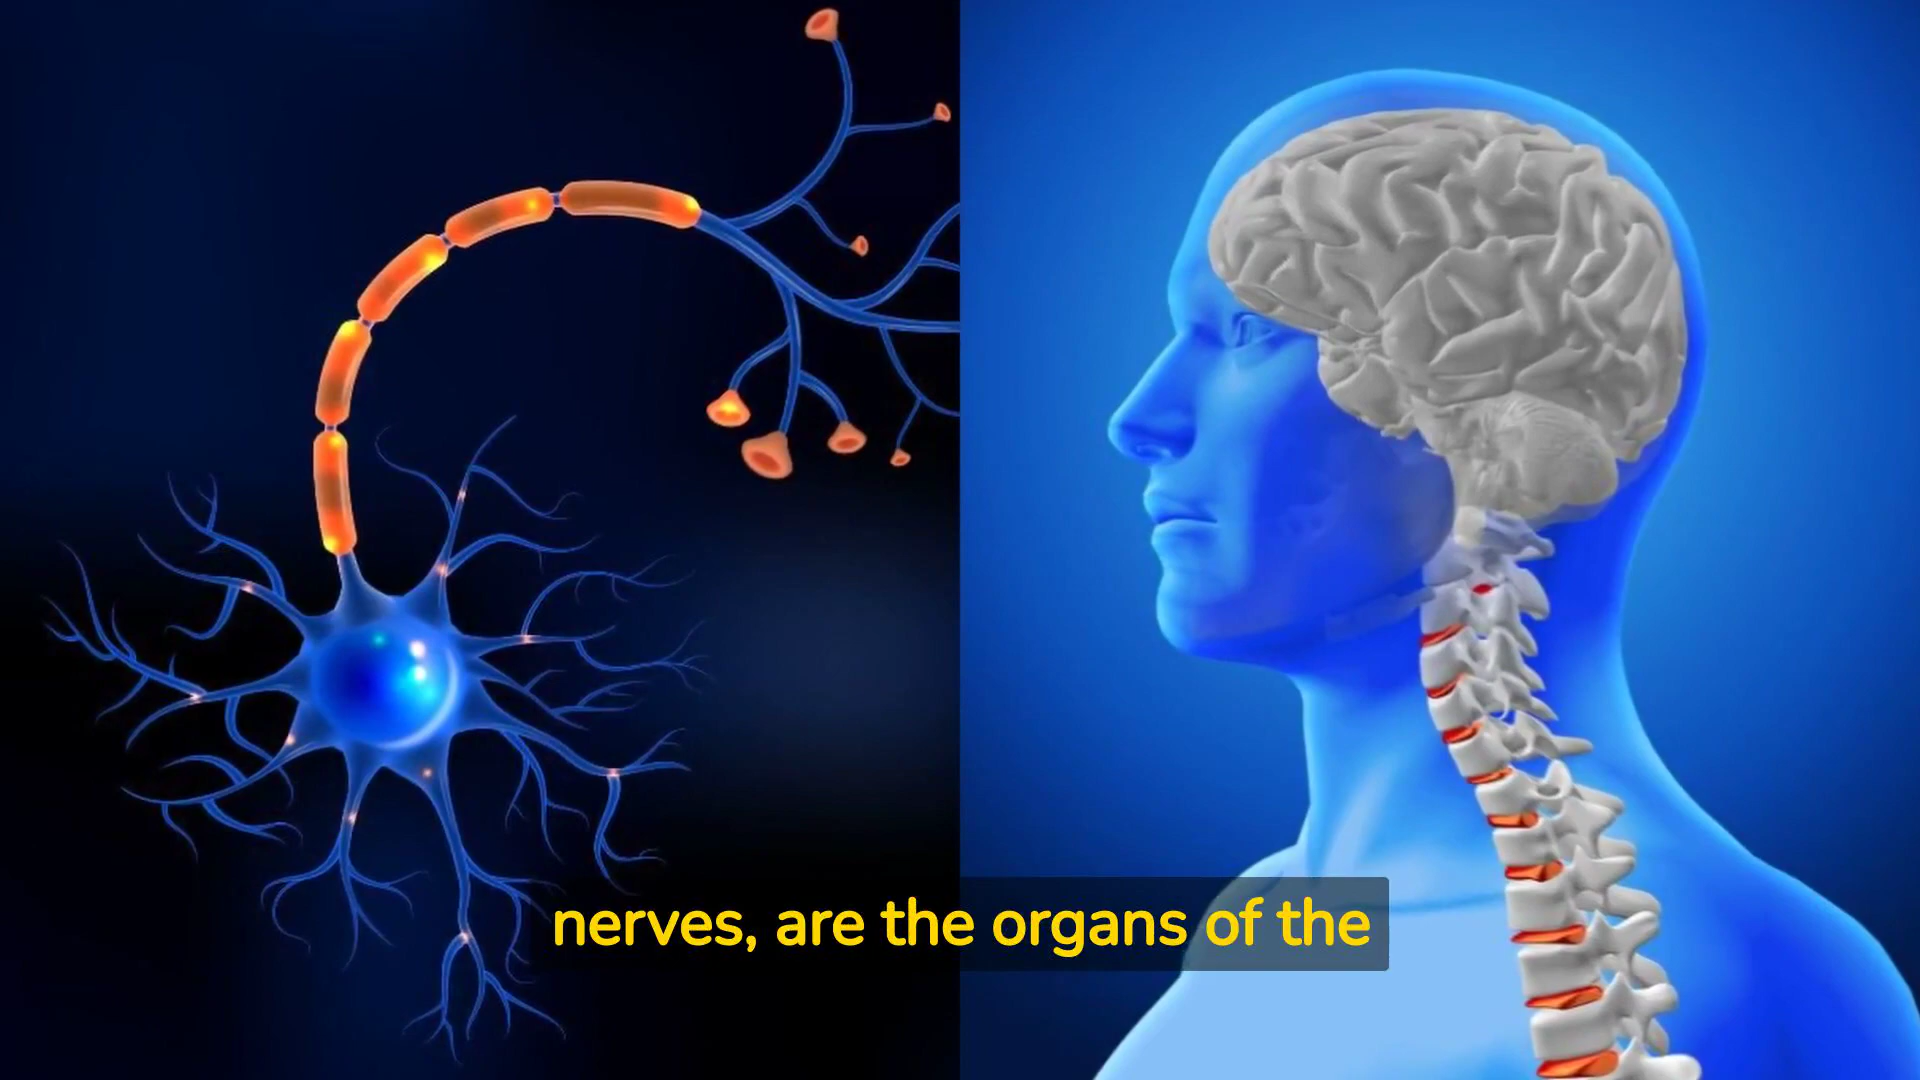 nerves, are the organs of the